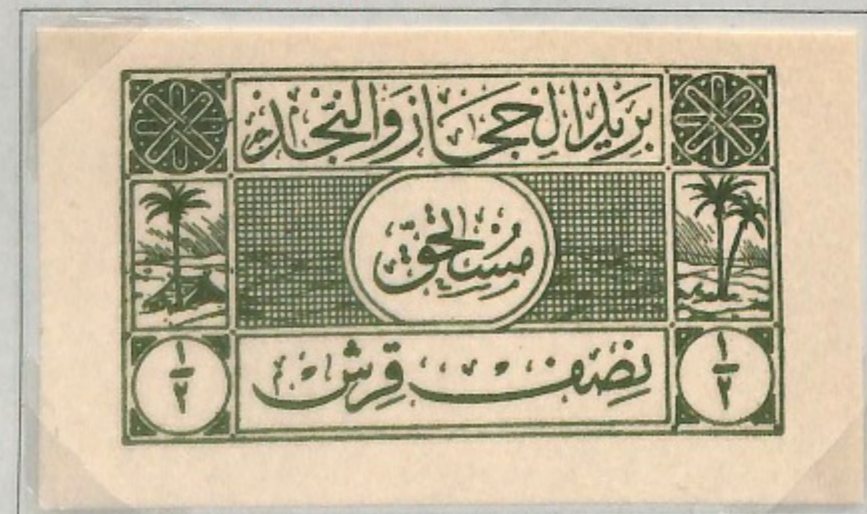 بريد الحجاز والنجد
مستحق
١/٢
نصف قرش
١/٢